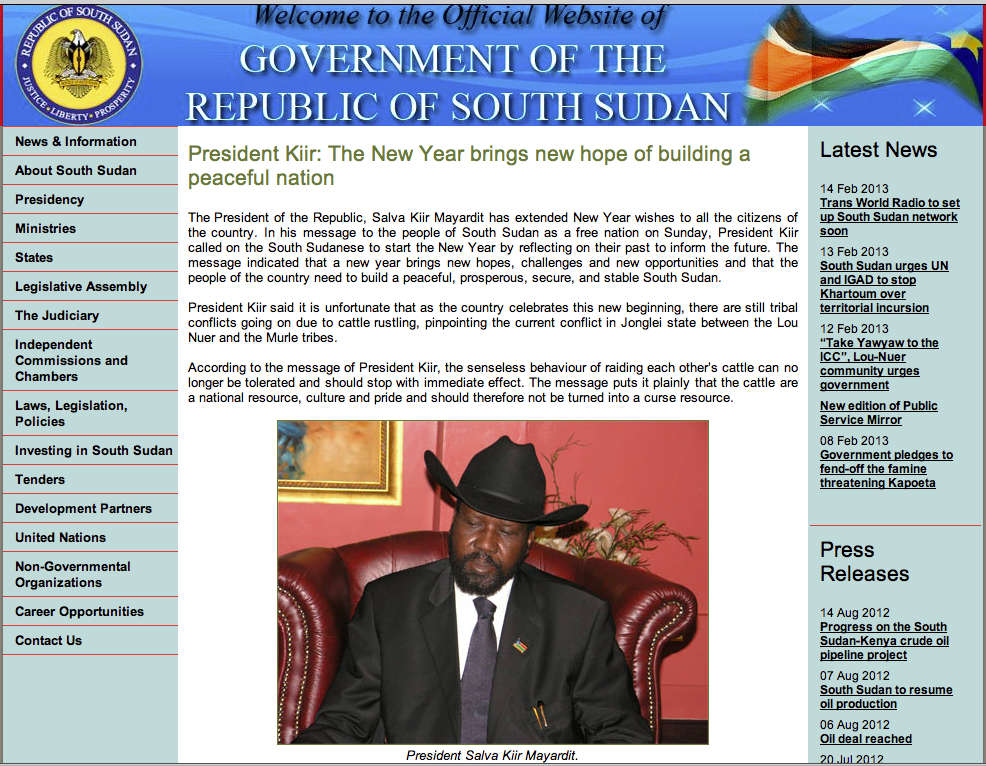 Welcome to the Official Website of
GOVERNMENT OF THE
REPUBLIC OF SOUTH SUDAN
REPUBLIC OF SOUTH SUDAN
JUSTICE • LIBERTY • PROSPERITY
News & Information
About South Sudan
Presidency
Ministries
States
Legislative Assembly
The Judiciary
Independent
Commissions and
Chambers
Laws, Legislation,
Policies
Investing in South Sudan
Tenders
Development Partners
United Nations
Non-Governmental
Organizations
Career Opportunities
Contact Us
President Kiir: The New Year brings new hope of building a
peaceful nation
The President of the Republic, Salva Kiir Mayardit has extended New Year wishes to all the citizens of
the country. In his message to the people of South Sudan as a free nation on Sunday, President Kiir
called on the South Sudanese to start the New Year by reflecting on their past to inform the future. The
message indicated that a new year brings new hopes, challenges and new opportunities and that the
people of the country need to build a peaceful, prosperous, secure, and stable South Sudan.
President Kiir said it is unfortunate that as the country celebrates this new beginning, there are still tribal
conflicts going on due to cattle rustling, pinpointing the current conflict in Jonglei state between the Lou
Nuer and the Murle tribes.
According to the message of President Kiir, the senseless behaviour of raiding each other's cattle can no
longer be tolerated and should stop with immediate effect. The message puts it plainly that the cattle are
a national resource, culture and pride and should therefore not be turned into a curse resource.
President Salva Kiir Mayardit.
Latest News
14 Feb 2013
Trans World Radio to set
up South Sudan network
soon
13 Feb 2013
South Sudan urges UN
and IGAD to stop
Khartoum over
territorial incursion
12 Feb 2013
“Take Yawyaw to the
ICC”, Lou-Nuer
community urges
government
New edition of Public
Service Mirror
08 Feb 2013
Government pledges to
fend-off the famine
threatening Kapoeta
Press
Releases
14 Aug 2012
Progress on the South
Sudan-Kenya crude oil
pipeline project
07 Aug 2012
South Sudan to resume
oil production
06 Aug 2012
Oil deal reached
20 Jul 2012